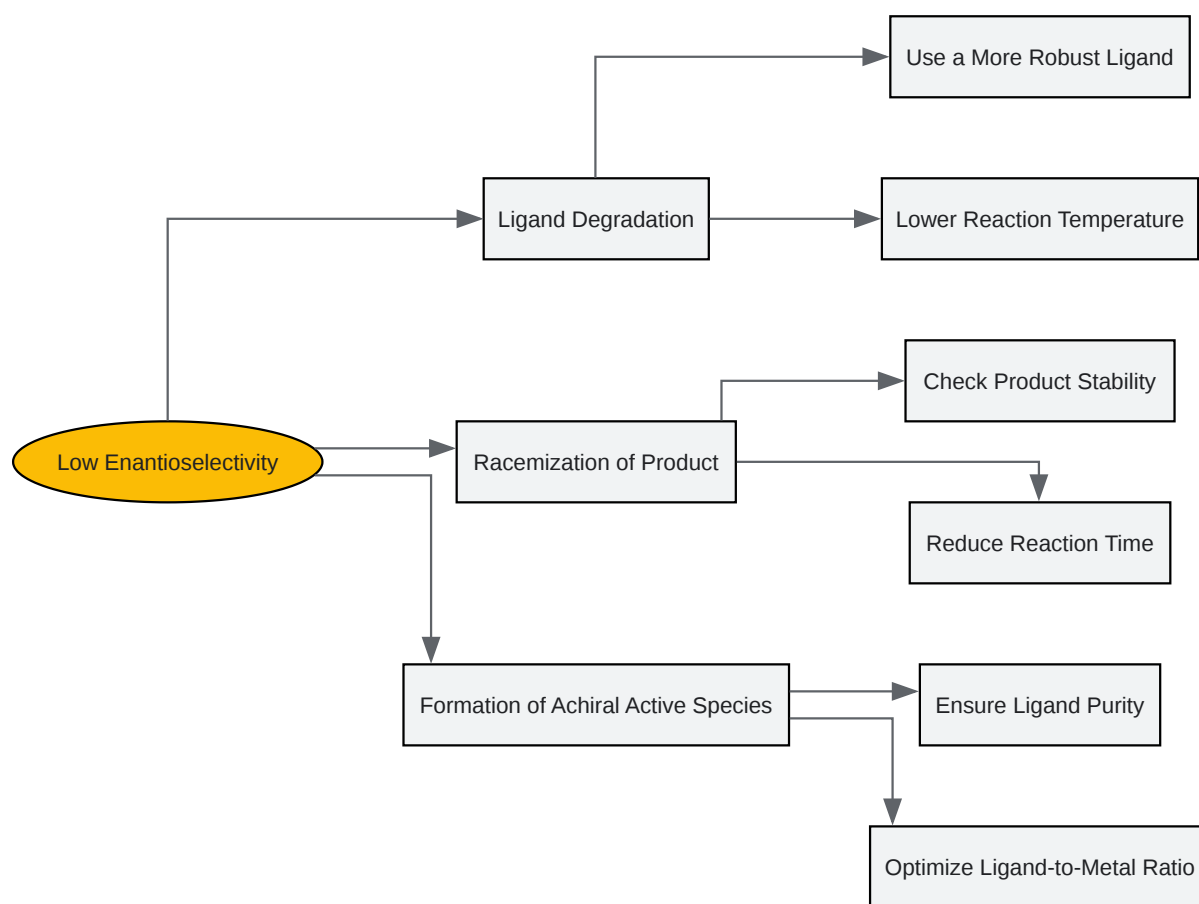 Use a More Robust Ligand
Ligand Degradation
Lower Reaction Temperature
Check Product Stability
Low Enantioselectivity
Racemization of Product
Reduce Reaction Time
Formation of Achiral Active Species
Ensure Ligand Purity
Optimize Ligand-to-Metal Ratio